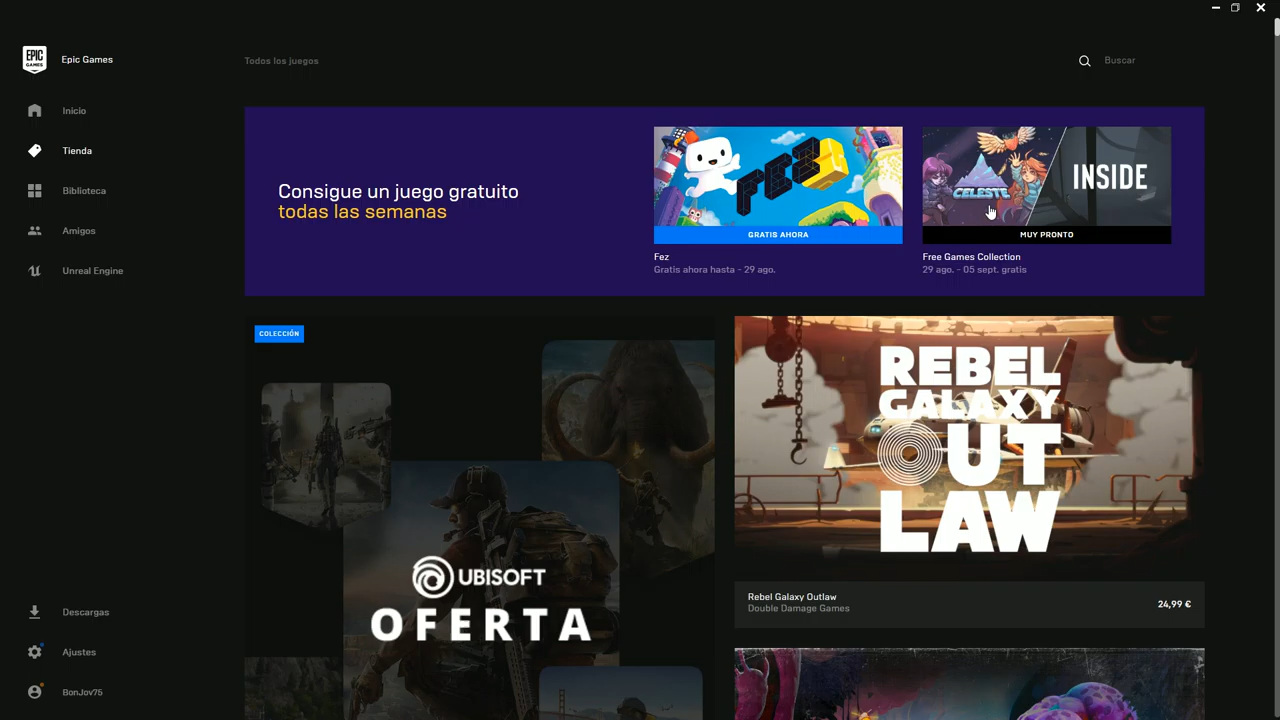 EPIC
GAMES
Epic Games
Todos los juegos
Buscar
Inicio
Tienda
Biblioteca
Amigos
Unreal Engine
Consigue un juego gratuito
todas las semanas
FEZ
GRATIS AHORA
Fez
Gratis ahora hasta - 29 ago.
CELESTE
INSIDE
MUY PRONTO
Free Games Collection
29 ago. - 05 sept. gratis
COLECCIÓN
UBISOFT
OFERTA
REBEL
GALAXY
OUT
LAW
Rebel Galaxy Outlaw
Double Damage Games
24,99 €
Descargas
Ajustes
BonJov75